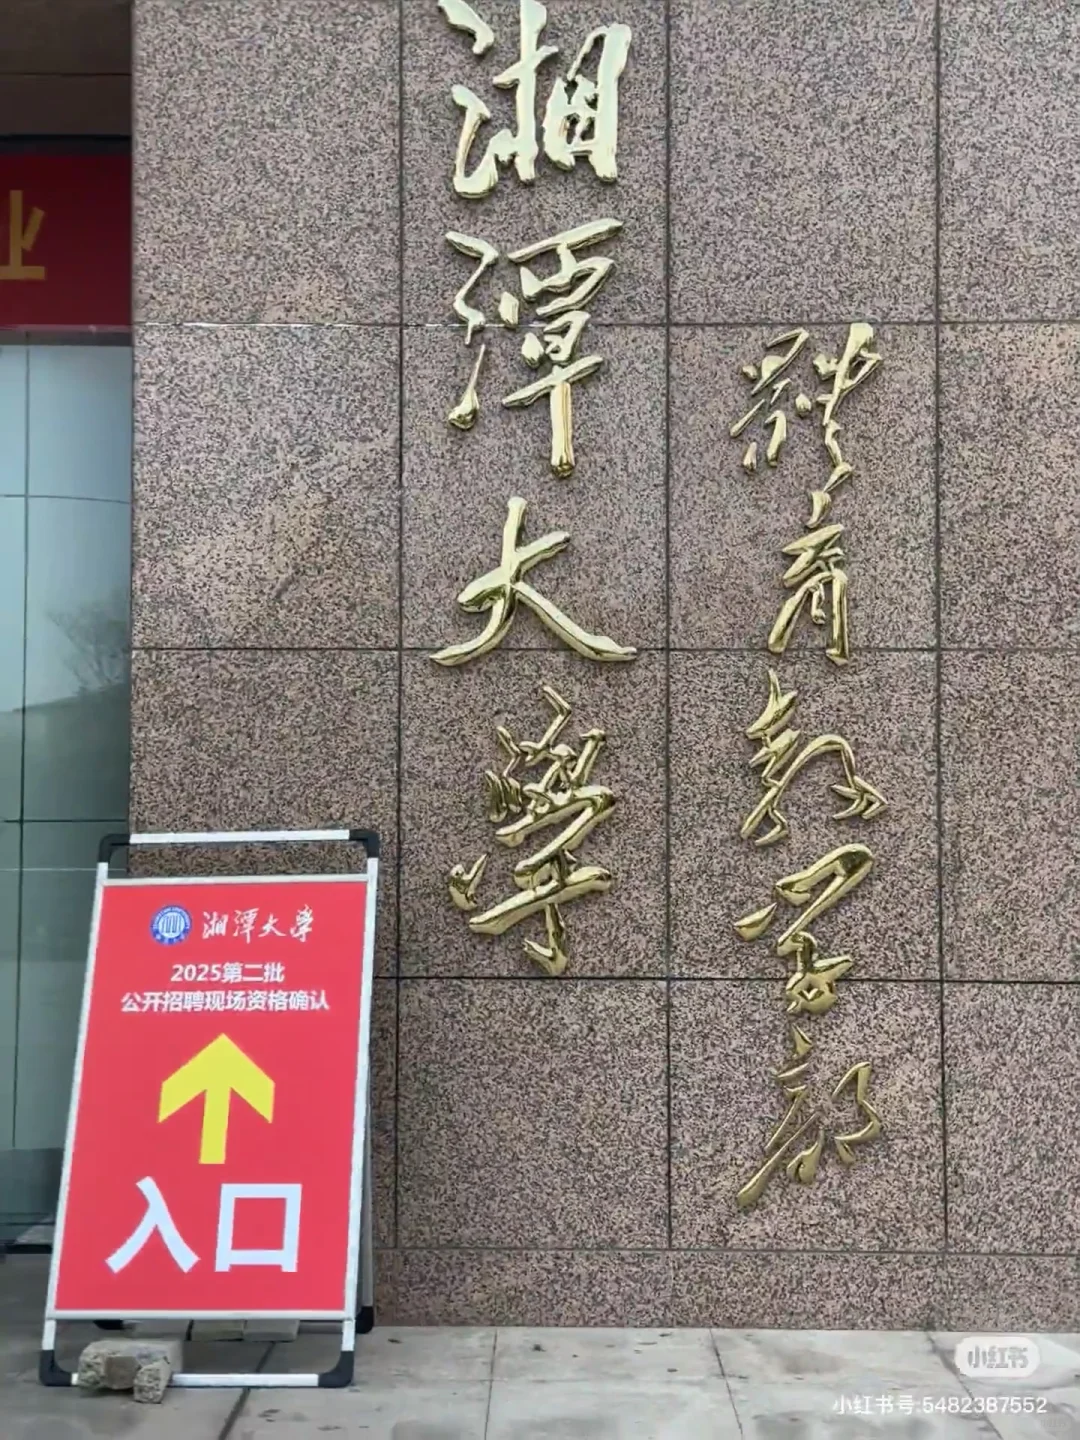 湘潭大學
體育教学部
业
湘潭大學
2025第二批
公开招聘现场资格确认
入口
小红书
小红书号:5482387552